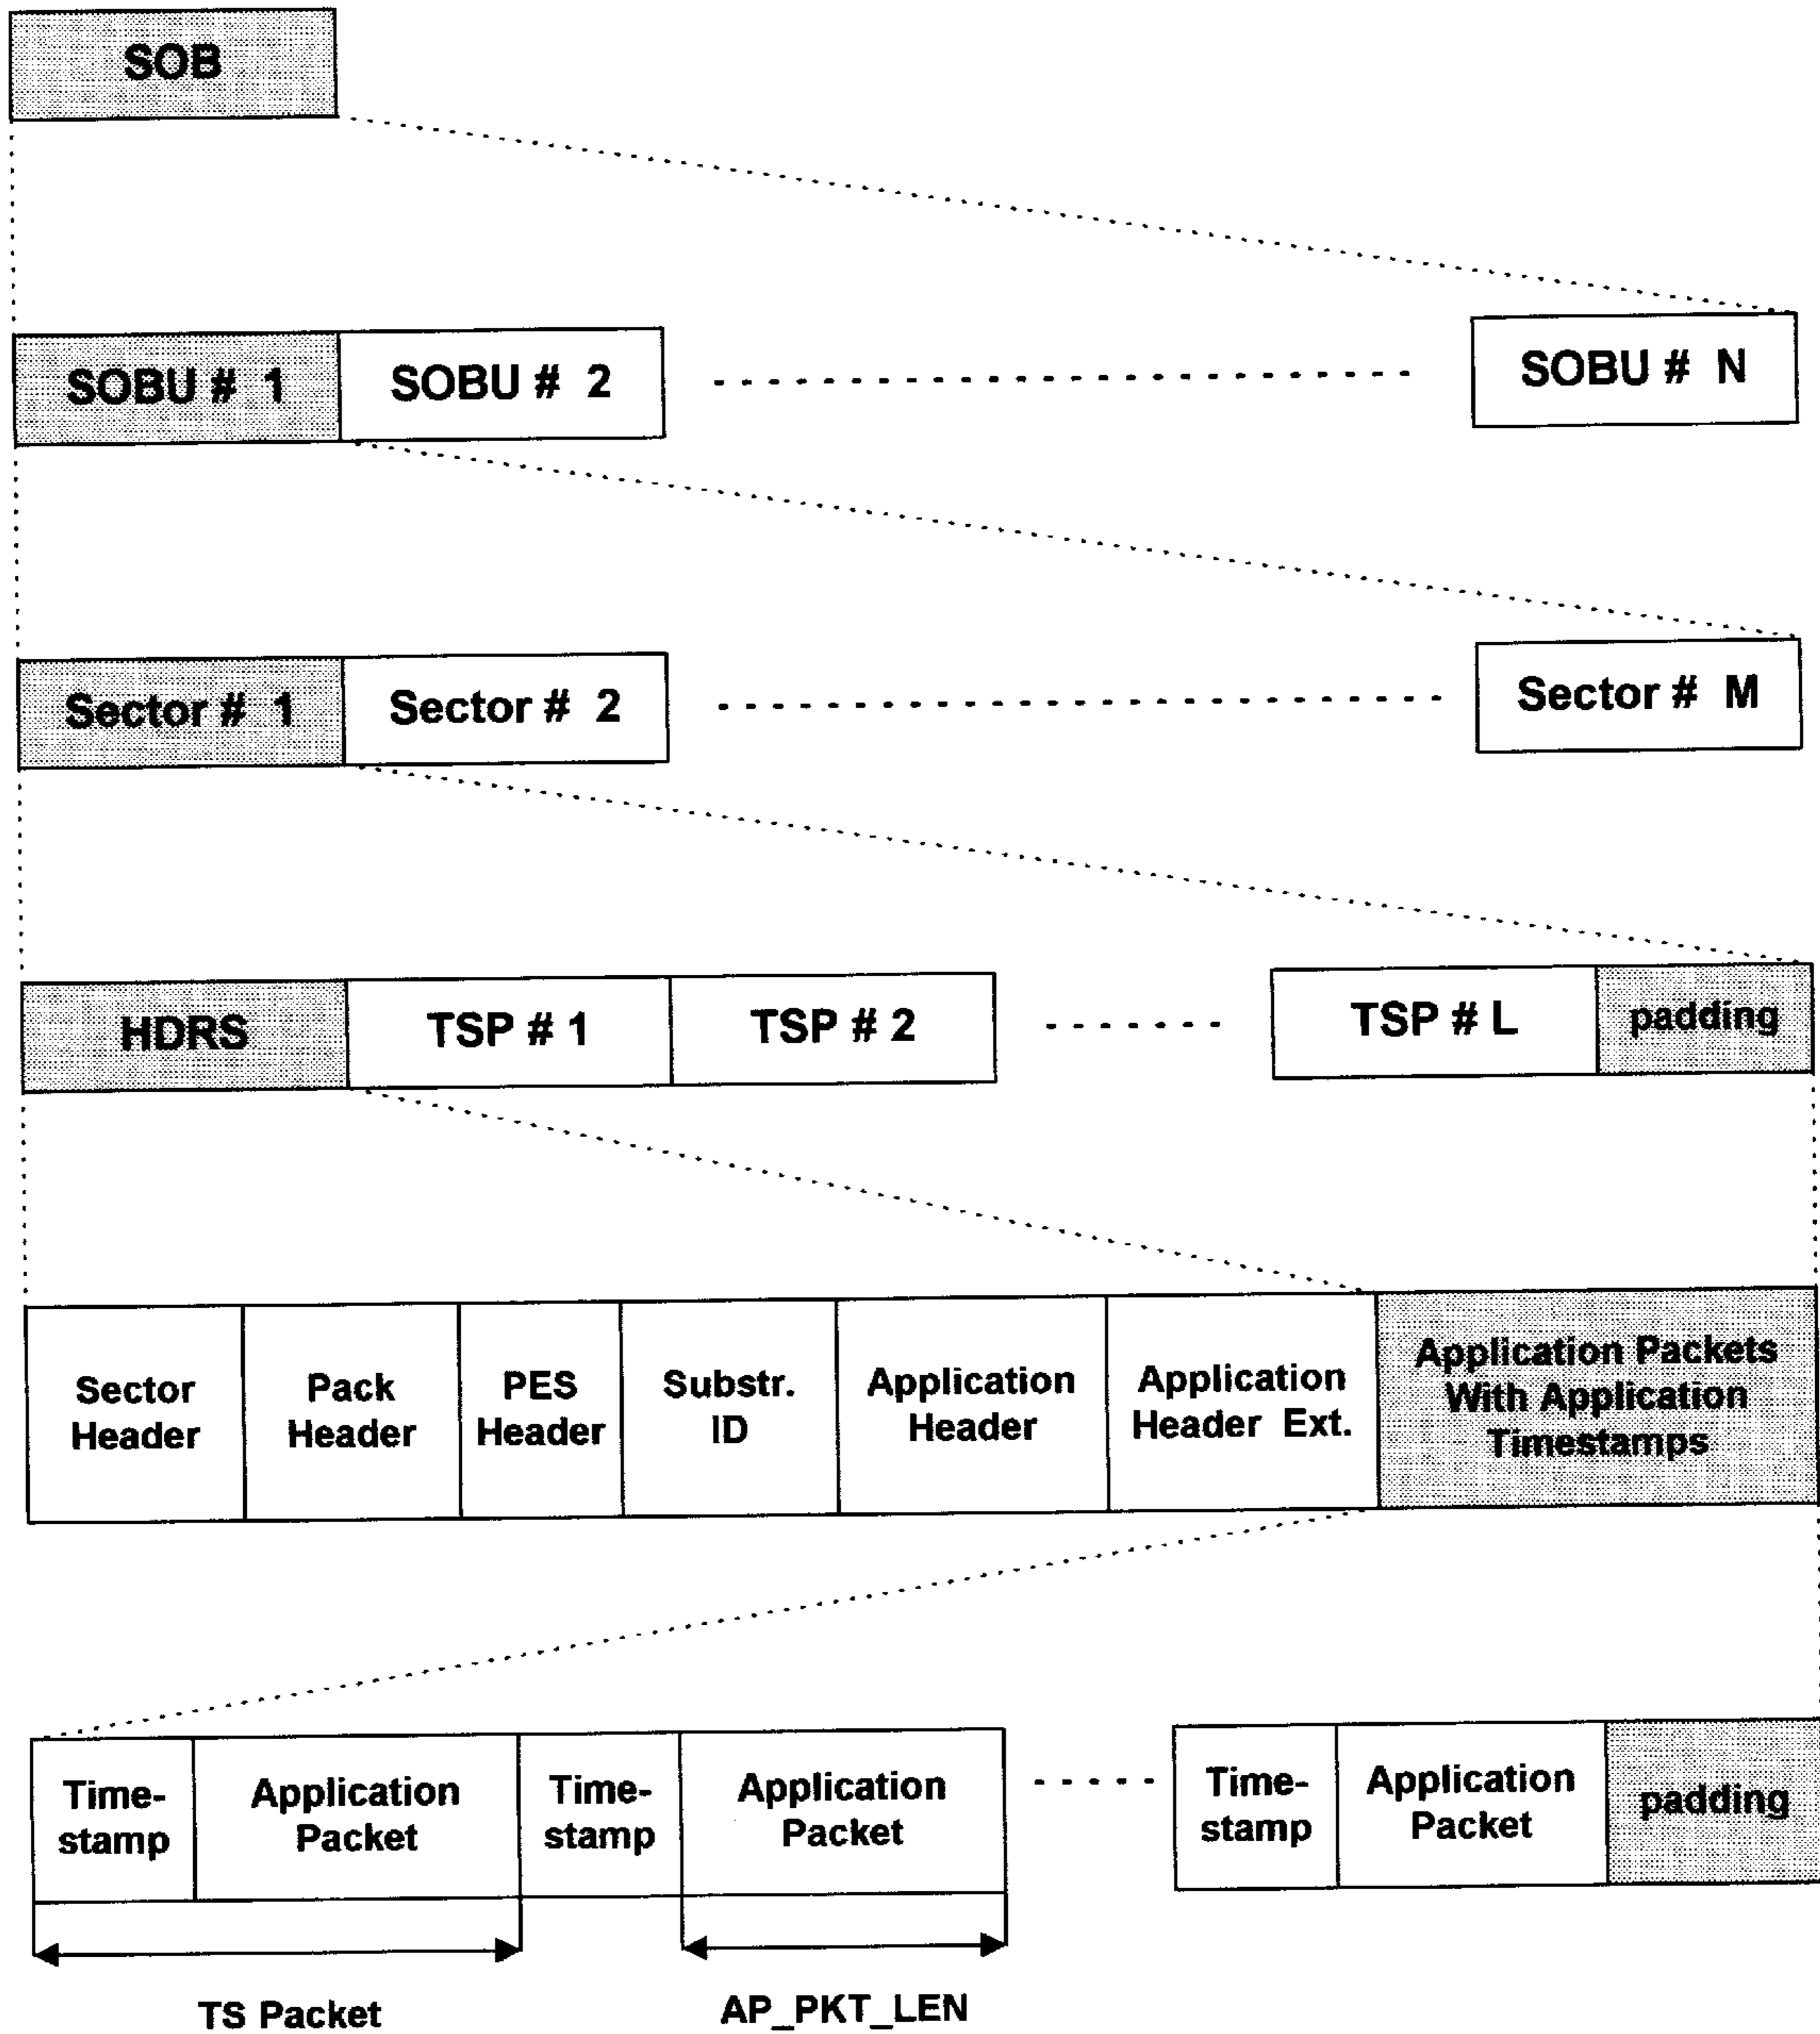 SOB
SOBU # 1 SOBU # 2 SOBU # N
Sector # 1 Sector # 2 Sector # M
HDRS TSP # 1 TSP # 2 TSP # L padding
Sector Header
Pack Header
PES Header
Substr. ID
Application Header
Application Header Ext.
Application Packets With Application Timestamps
Time-stamp
Application Packet
Time-stamp
Application Packet
Time-stamp
Application Packet
padding
TS Packet
AP_PKT_LEN